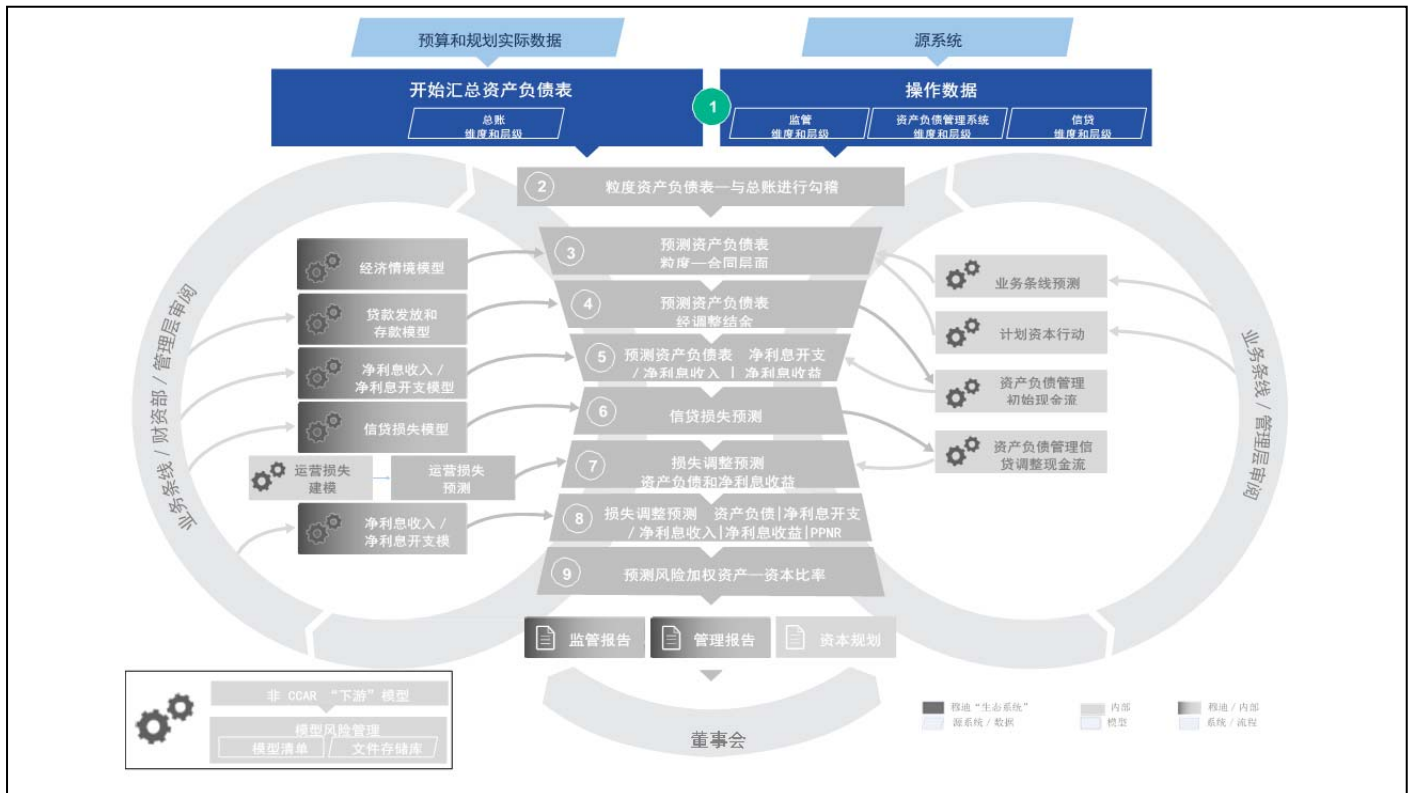 预算和规划实际数据
源系统
开始汇总资产负债表
总账
维度和层级
1
操作数据
监管
维度和层级
资产负债管理系统
维度和层级
信贷
维度和层级
2
粒度资产负债表—与总账进行勾稽
3
预测资产负债表
粒度—合同层面
4
预测资产负债表
经调整结余
5
预测资产负债表 净利息开支
/ 净利息收入 | 净利息收益
6
信贷损失预测
7
损失调整预测
资产负债和净利息收益
8
损失调整预测 资产负债|净利息开支
/ 净利息收入|净利息收益|PPNR
9
预测风险加权资产—资本比率
经济情境模型
贷款发放和
存款模型
净利息收入 /
净利息开支模型
信贷损失模型
运营损失
建模
运营损失
预测
净利息收入 /
净利息开支模
业务条线 / 财资部 / 管理层审阅
业务条线预测
计划资本行动
资产负债管理
初始现金流
资产负债管理信
贷调整现金流
业务条线 / 管理层审阅
监管报告
管理报告
资本规划
董事会
非 CCAR “下游”模型
模型风险管理
模型清单
文件存储库
穆迪“生态系统”
内部
穆迪 / 内部
源系统 / 数据
模型
系统 / 流程